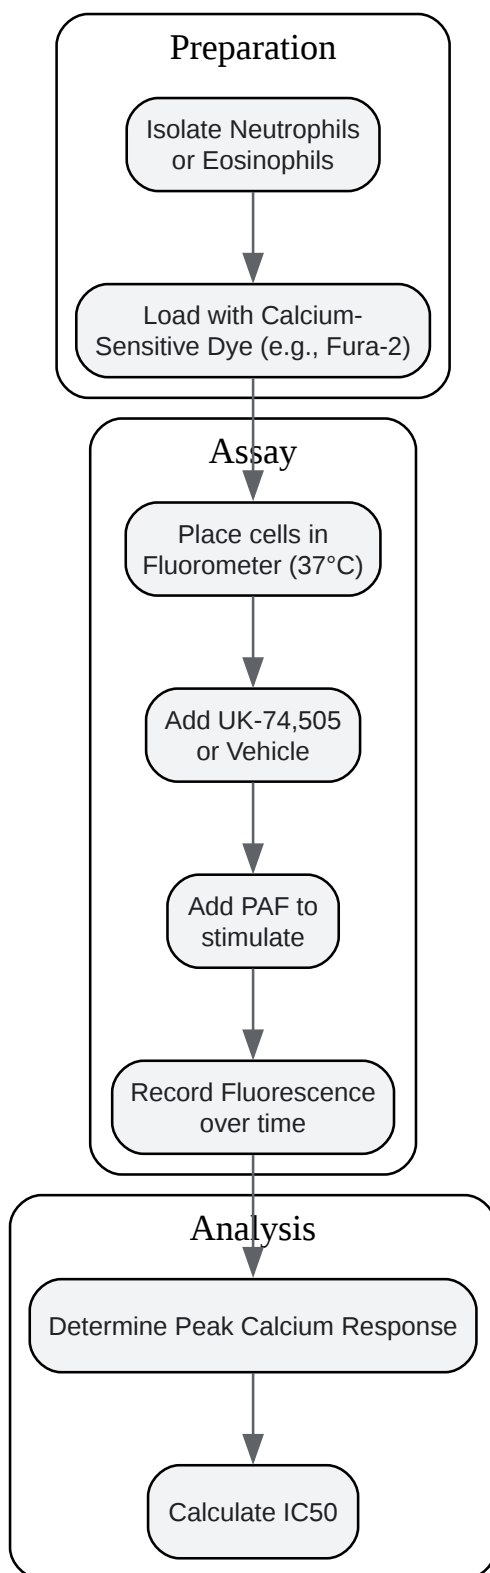 Preparation
Isolate Neutrophils
or Eosinophils
Load with Calcium-
Sensitive Dye (e.g., Fura-2)
Assay
Place cells in
Fluorometer (37°C)
Add UK-74,505
or Vehicle
Add PAF to
stimulate
Record Fluorescence
over time
Analysis
Determine Peak Calcium Response
Calculate IC50